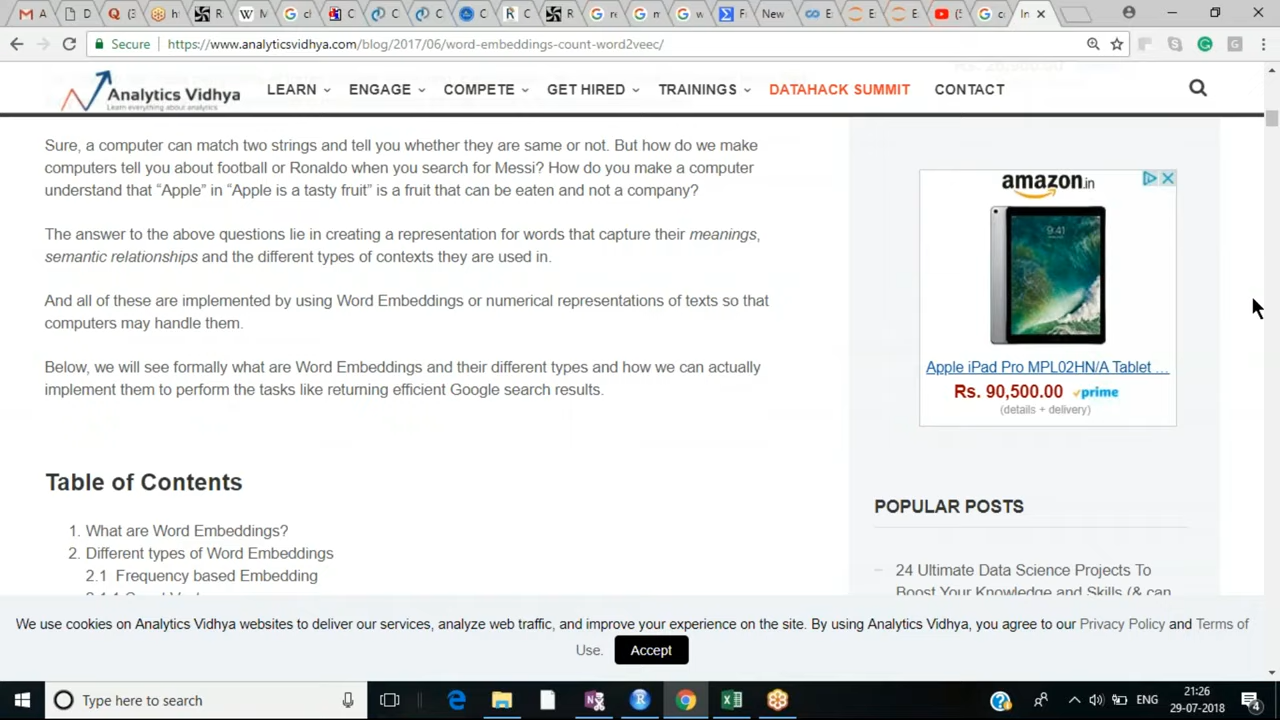 A
D
Q (3
h
R
W M
G cl
C
C
C
C
R C
R
G re
G m
G w
F
New
E
E
E
(5
G c
In
Secure https://www.analyticsvidhya.com/blog/2017/06/word-embeddings-count-word2veec/
Analytics Vidhya
Learn everything about analytics
LEARN ENGAGE COMPETE GET HIRED TRAININGS DATAHACK SUMMIT CONTACT
Sure, a computer can match two strings and tell you whether they are same or not. But how do we make
computers tell you about football or Ronaldo when you search for Messi? How do you make a computer
understand that “Apple” in “Apple is a tasty fruit” is a fruit that can be eaten and not a company?
The answer to the above questions lie in creating a representation for words that capture their meanings,
semantic relationships and the different types of contexts they are used in.
And all of these are implemented by using Word Embeddings or numerical representations of texts so that
computers may handle them.
Below, we will see formally what are Word Embeddings and their different types and how we can actually
implement them to perform the tasks like returning efficient Google search results.
Table of Contents
1. What are Word Embeddings?
2. Different types of Word Embeddings
2.1 Frequency based Embedding
amazon.in
9:41
Apple iPad Pro MPL02HN/A Tablet ...
Rs. 90,500.00 prime
(details + delivery)
POPULAR POSTS
24 Ultimate Data Science Projects To
Boost Your Knowledge and Skills (& can
We use cookies on Analytics Vidhya websites to deliver our services, analyze web traffic, and improve your experience on the site. By using Analytics Vidhya, you agree to our Privacy Policy and Terms of
Use. Accept
Type here to search
ENG
21:26
29-07-2018
4